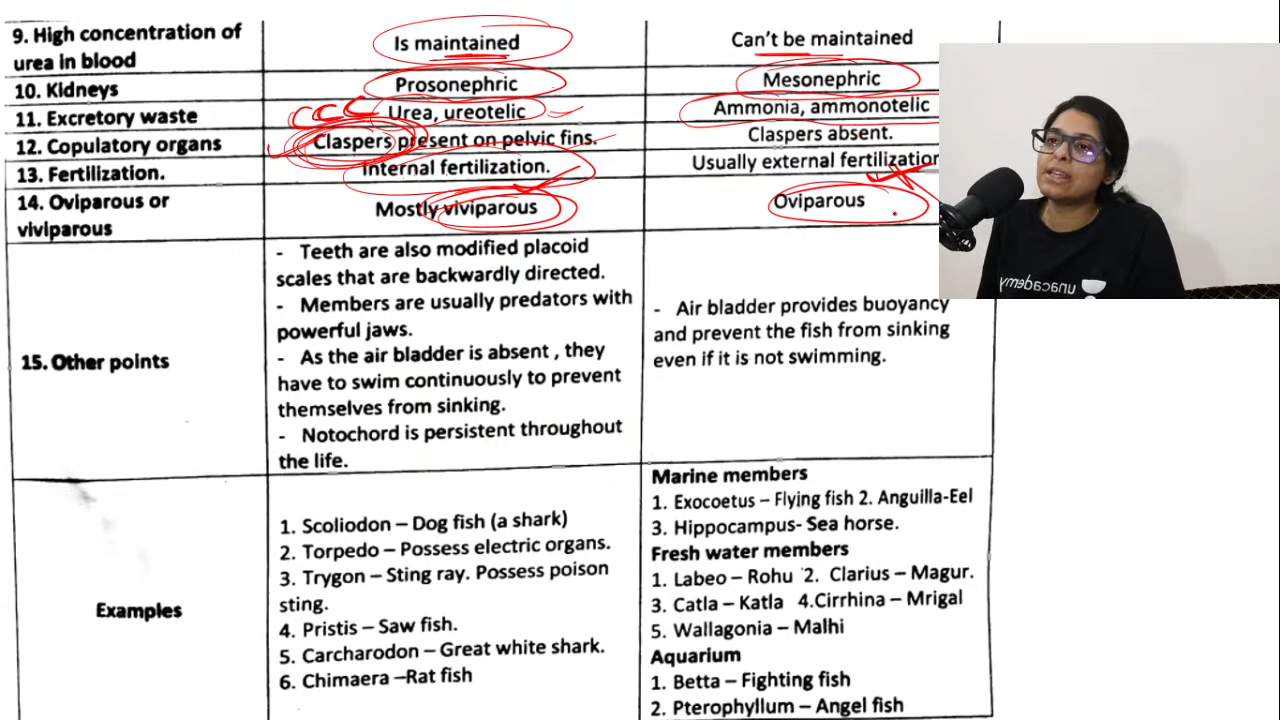 9. High concentration of
urea in blood
Is maintained
Can't be maintained
10. Kidneys
Prosonephric
Mesonephric
11. Excretory waste
Urea, ureotelic
Ammonia, ammonotelic
12. Copulatory organs
Claspers present on pelvic fins.
Claspers absent.
13. Fertilization.
Internal fertilization.
Usually external fertilization
14. Oviparous or
viviparous
Mostly viviparous
Oviparous
15. Other points
- Teeth are also modified placoid
scales that are backwardly directed.
- Members are usually predators with
powerful jaws.
- As the air bladder is absent , they
have to swim continuously to prevent
themselves from sinking.
- Notochord is persistent throughout
the life.
- Air bladder provides buoyancy
and prevent the fish from sinking
even if it is not swimming.
Examples
1. Scoliodon – Dog fish (a shark)
2. Torpedo – Possess electric organs.
3. Trygon – Sting ray. Possess poison
sting.
4. Pristis – Saw fish.
5. Carcharodon – Great white shark.
6. Chimaera –Rat fish
Marine members
1. Exocoetus – Flying fish 2. Anguilla-Eel
3. Hippocampus- Sea horse.
Fresh water members
1. Labeo – Rohu 2. Clarius – Magur.
3. Catla – Katla 4.Cirrhina – Mrigal
5. Wallagonia – Malhi
Aquarium
1. Betta – Fighting fish
2. Pterophyllum – Angel fish
unacademy